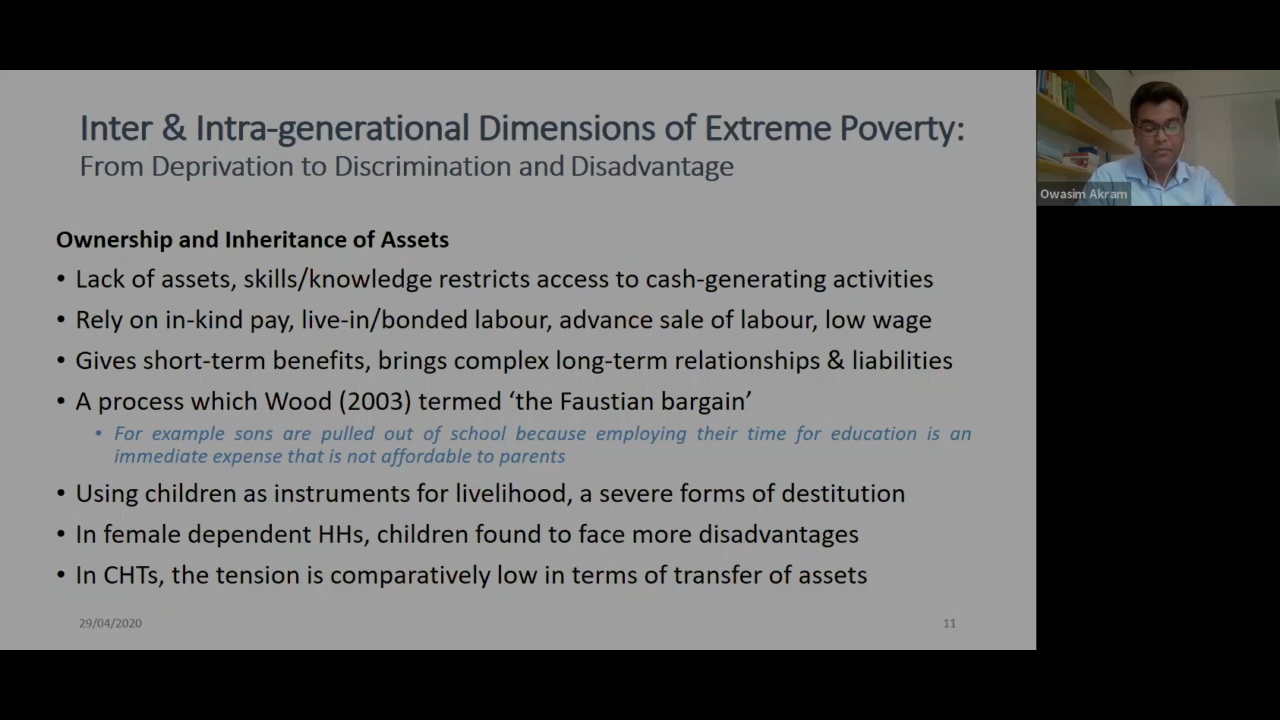 Inter & Intra-generational Dimensions of Extreme Poverty:
From Deprivation to Discrimination and Disadvantage
Owasim Akram
Ownership and Inheritance of Assets
• Lack of assets, skills/knowledge restricts access to cash-generating activities
• Rely on in-kind pay, live-in/bonded labour, advance sale of labour, low wage
• Gives short-term benefits, brings complex long-term relationships & liabilities
• A process which Wood (2003) termed ‘the Faustian bargain’
• For example sons are pulled out of school because employing their time for education is an
immediate expense that is not affordable to parents
• Using children as instruments for livelihood, a severe forms of destitution
• In female dependent HHs, children found to face more disadvantages
• In CHTs, the tension is comparatively low in terms of transfer of assets
29/04/2020
11